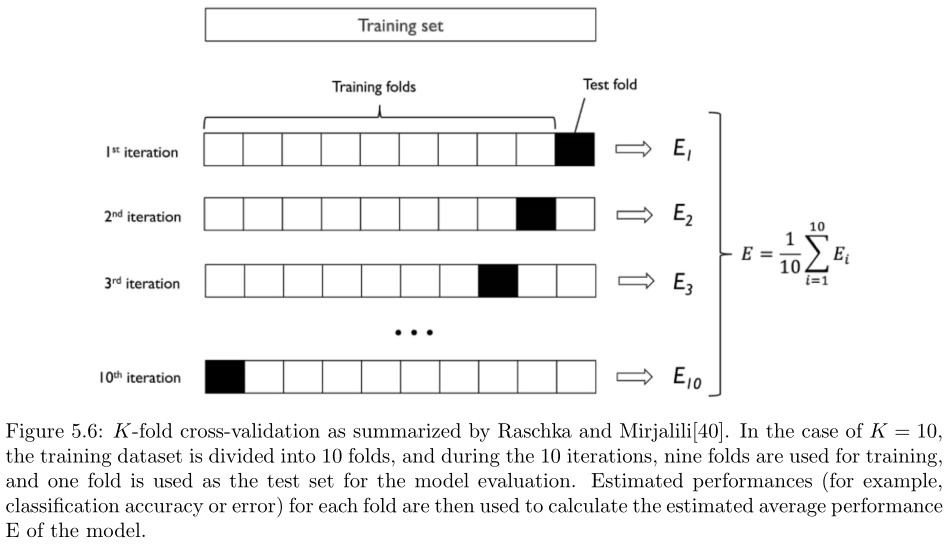 Training set
Training folds
Test fold
1st iteration
E1
2nd iteration
E2
3rd iteration
E3
E = 1/10 10∑i=1 Ei
• • •
10th iteration
E10
Figure 5.6: K-fold cross-validation as summarized by Raschka and Mirjalili[40]. In the case of K = 10,
the training dataset is divided into 10 folds, and during the 10 iterations, nine folds are used for training,
and one fold is used as the test set for the model evaluation. Estimated performances (for example,
classification accuracy or error) for each fold are then used to calculate the estimated average performance
E of the model.